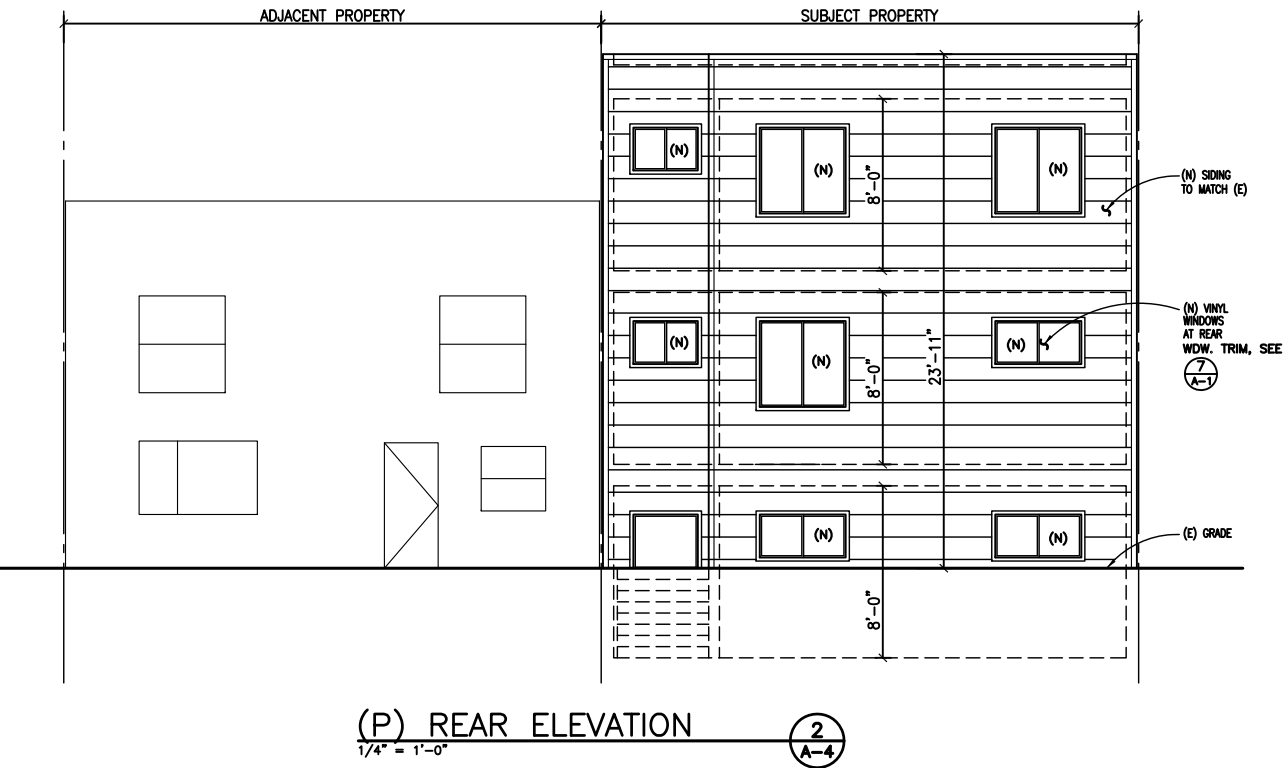 ADJACENT PROPERTY
SUBJECT PROPERTY
(N)
(N)
(N)
8'-0"
(N) SIDING
TO MATCH (E)
(N)
(N)
(N)
8'-0"
23'-11"
(N) VINYL
WINDOWS
AT REAR
WDW. TRIM, SEE
7
A-1
(N)
(N)
(E) GRADE
8'-0"
(P) REAR ELEVATION
1/4" = 1'-0"
2
A-4